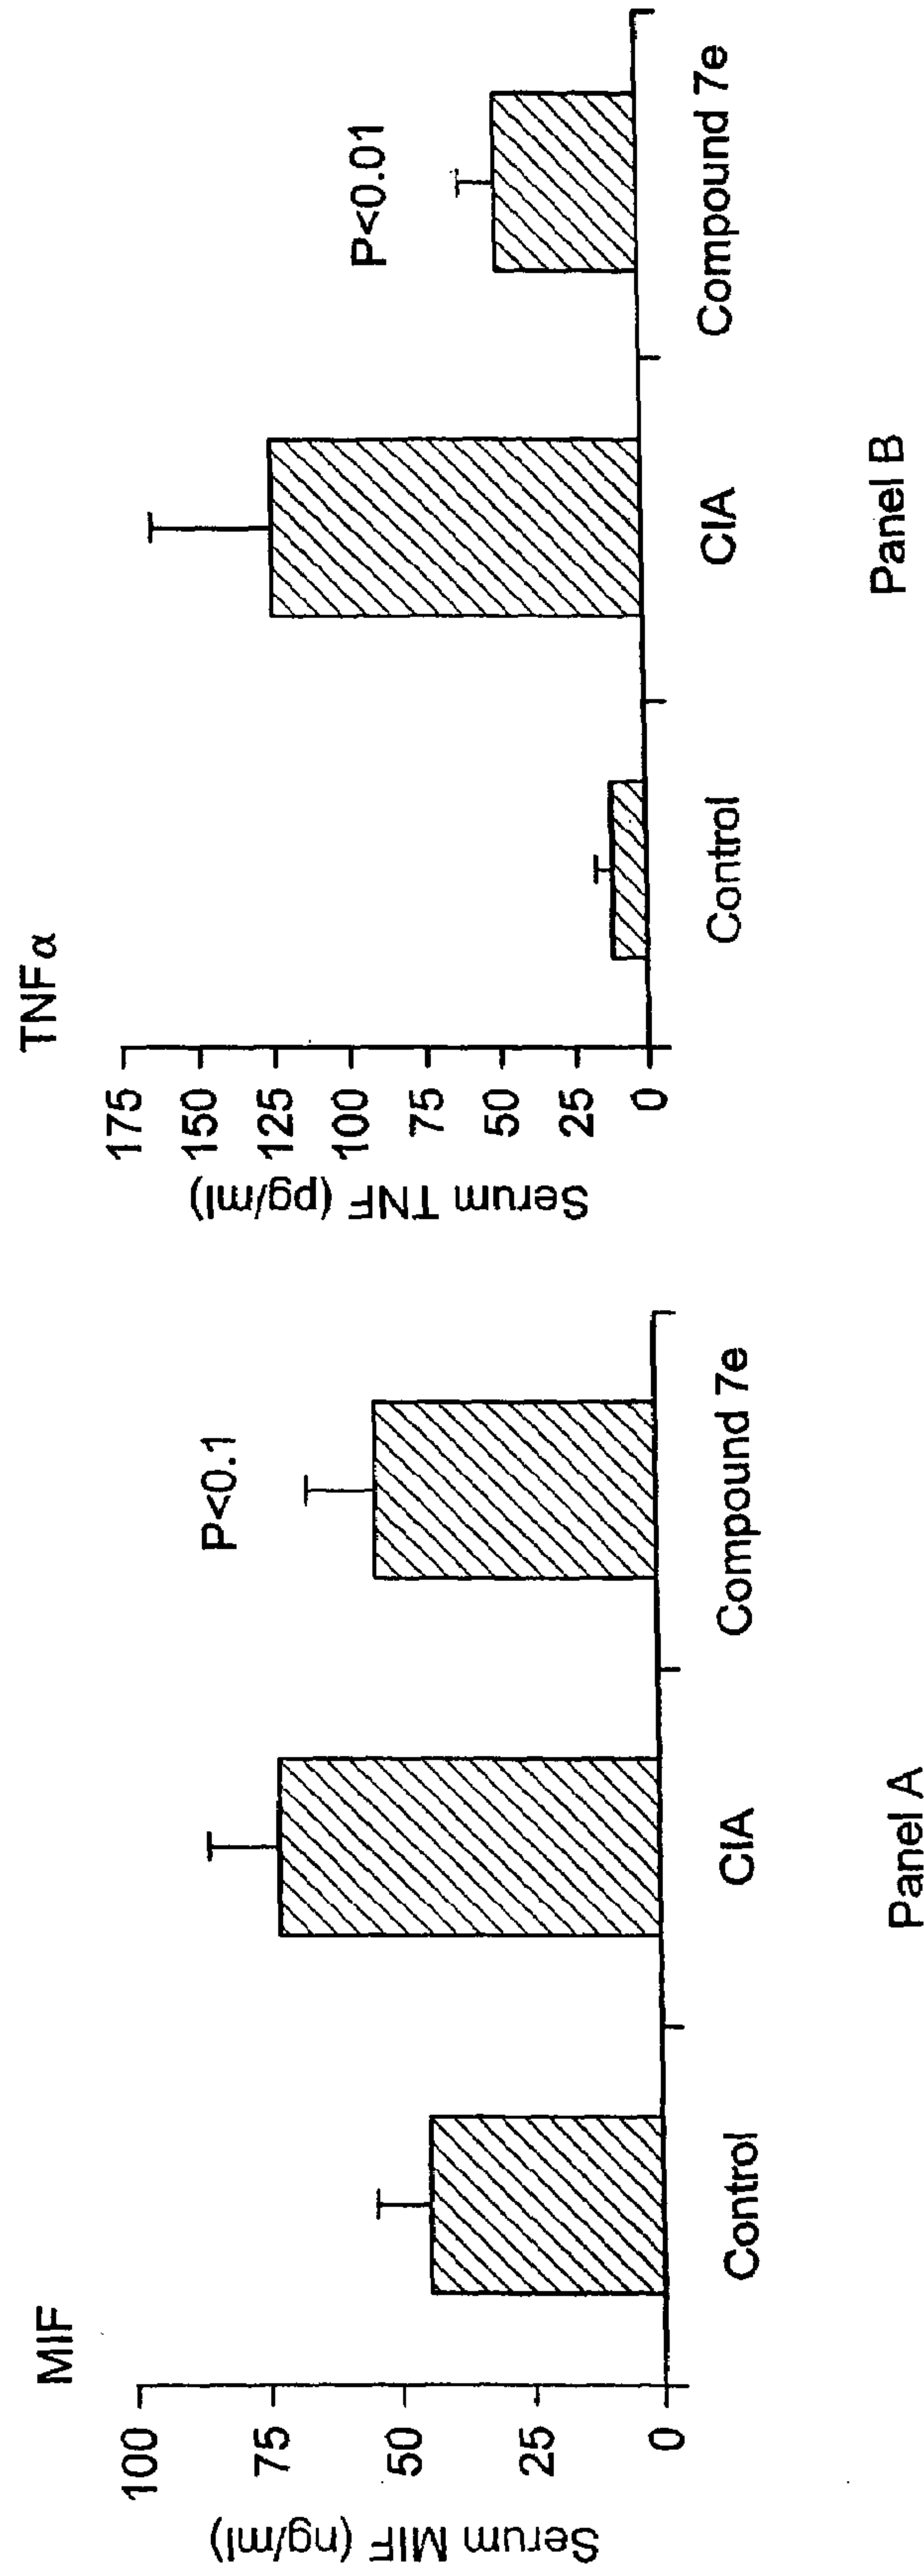 MIF
Serum MIF (ng/ml)
100
75
50
25
0
P<0.1
Control
CIA
Compound 7e
Panel A
TNFα
Serum TNF (pg/ml)
175
150
125
100
75
50
25
0
P<0.01
Control
CIA
Compound 7e
Panel B